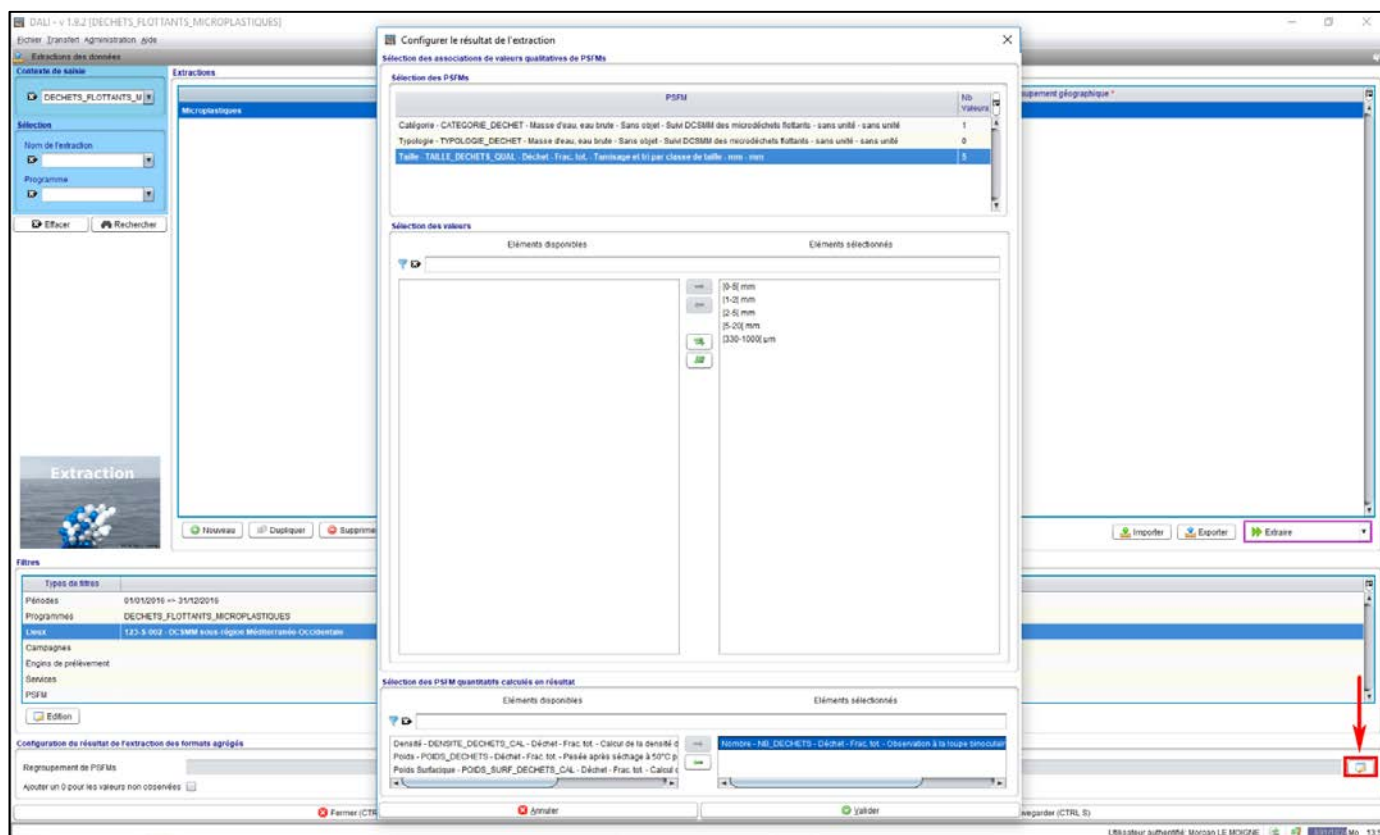 DALI - v 1.9.2 [DECHETS_FLOTTANTS_MICROPLASTIQUES]
Fichier Transfert Administration Aide
Extractions des données
Contexte de saisie
DECHETS_FLOTTANTS_M
Sélection
Nom de l'extraction
Programme
Effacer
Rechercher
Extraction
Extractions
Microplastiques
upement géographique *
Nouveau
Dupliquer
Supprime
Importer
Exporter
Extraire
Configurer le résultat de l'extraction
Sélection des associations de valeurs qualitatives de PSFMs
Sélection des PSFMs
PSFM
Nb Valeurs
Catégorie - CATEGORIE_DECHET - Masse d'eau, eau brute - Sans objet - Suivi DCSMM des microdéchets flottants - sans unité - sans unité 1
Typologie - TYPOLOGIE_DECHET - Masse d'eau, eau brute - Sans objet - Suivi DCSMM des microdéchets flottants - sans unité - sans unité 0
Taille - TAILLE_DECHETS_QUAL - Déchet - Frac. tot. - Tamisage et tri par classe de taille - mm - mm 5
Sélection des valeurs
Eléments disponibles
Eléments sélectionnés
[0-5[ mm
[1-2[ mm
[2-5[ mm
[5-20[ mm
[330-1000[ µm
Sélection des PSFM quantitatifs calculés en résultat
Eléments disponibles
Eléments sélectionnés
Densité - DENSITE_DECHETS_CAL - Déchet - Frac. tot. - Calcul de la densité d
Poids - POIDS_DECHETS - Déchet - Frac. tot. - Pesée après séchage à 50°C p
Poids Surfacique - POIDS_SURF_DECHETS_CAL - Déchet - Frac. tot. - Calcul d
Nombre - NB_DECHETS - Déchet - Frac. tot. - Observation à la loupe binoculair
Annuler
Valider
Filtres
Types de filtres
Périodes 01/01/2016 => 31/12/2016
Programmes DECHETS_FLOTTANTS_MICROPLASTIQUES
Lieux 123-S-002 - DCSMM sous-région Méditerranée-Occidentale
Campagnes
Engins de prélèvement
Services
PSFM
Edition
Configuration du résultat de l'extraction des formats agrégés
Regroupement de PSFMs
Ajouter un 0 pour les valeurs non observées
Fermer (CTR
wegarder (CTRL S)
Utilisateur authentifié: Morgan LE MOIGNE